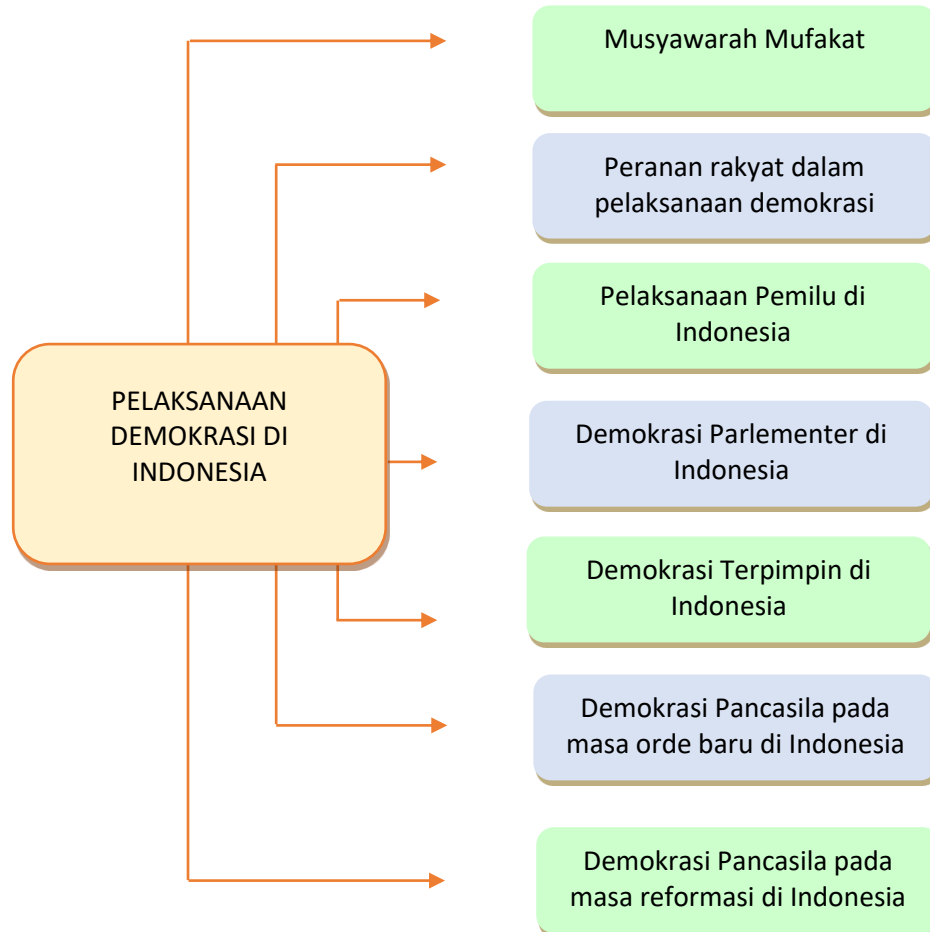 Musyawarah Mufakat
Peranan rakyat dalam
pelaksanaan demokrasi
Pelaksanaan Pemilu di
Indonesia
PELAKSANAAN
DEMOKRASI DI
INDONESIA
Demokrasi Parlementer di
Indonesia
Demokrasi Terpimpin di
Indonesia
Demokrasi Pancasila pada
masa orde baru di Indonesia
Demokrasi Pancasila pada
masa reformasi di Indonesia